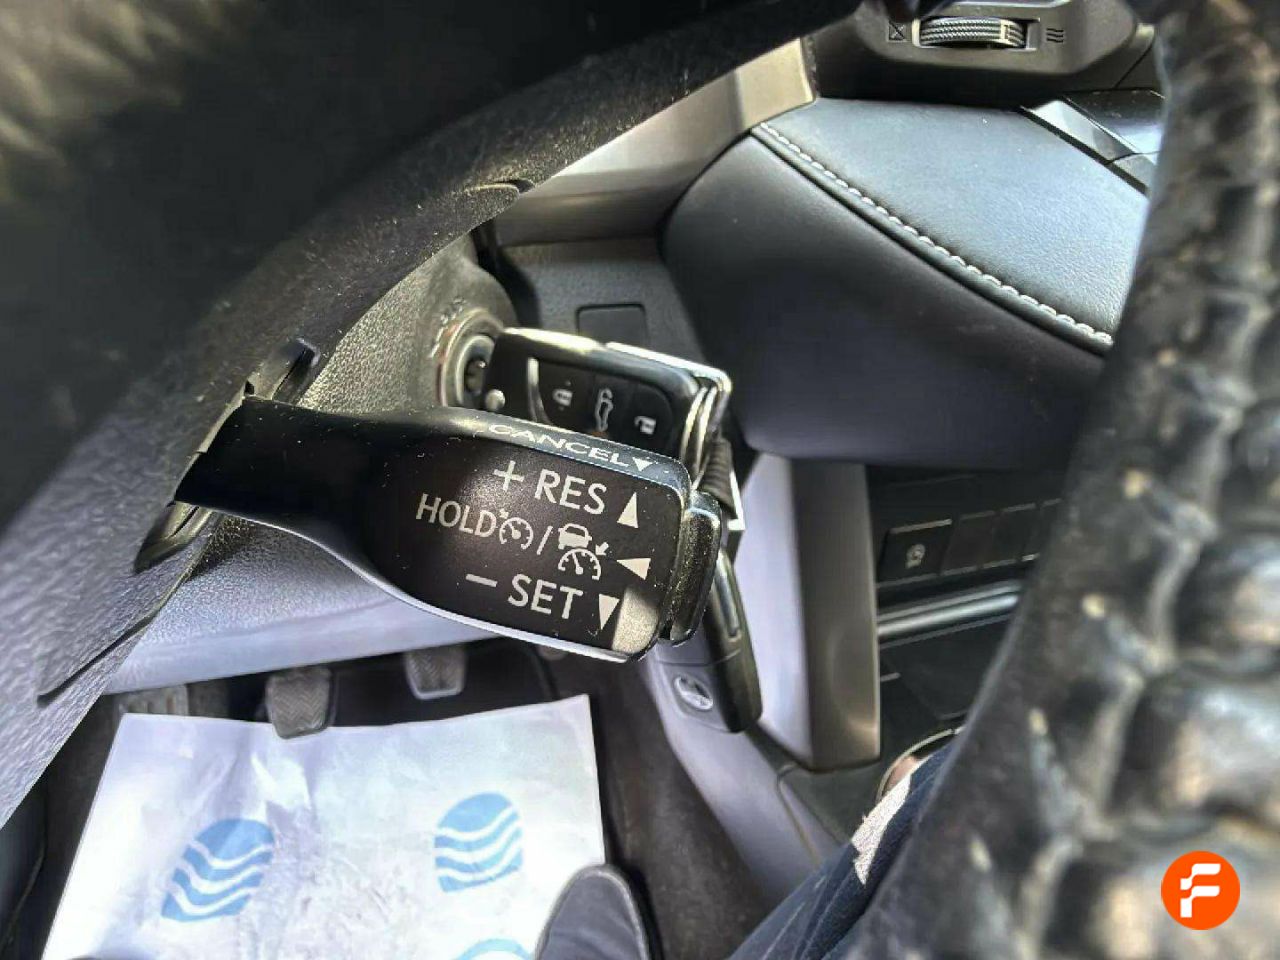 CANCEL▼
+ RES ▲
HOLD / ◀
− SET ▼